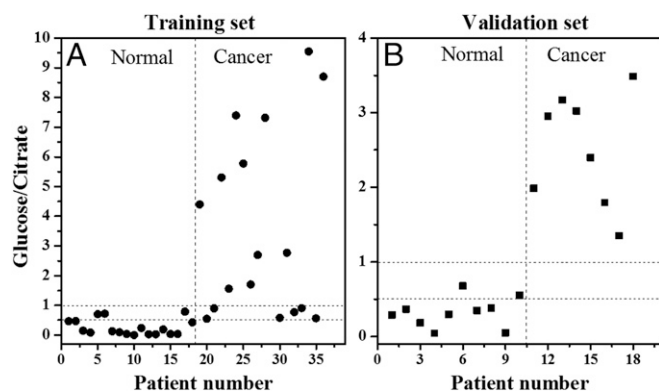 Training set
Validation set
A
Normal
Cancer
B
Normal
Cancer
Glucose/Citrate
10
9
8
7
6
5
4
3
2
1
0
4
3
2
1
0
0 5 10 15 20 25 30 35
0 3 6 9 12 15 18
Patient number
Patient number